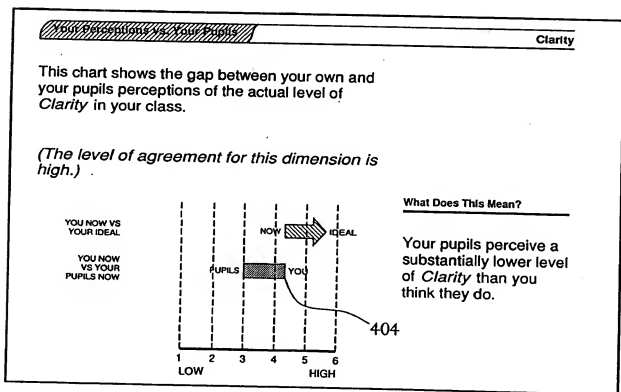 Your Perceptions vs. Your Pupils
Clarity
This chart shows the gap between your own and
your pupils perceptions of the actual level of
Clarity in your class.
(The level of agreement for this dimension is
high.)
YOU NOW VS
YOUR IDEAL
NOW
IDEAL
YOU NOW
VS YOUR
PUPILS NOW
PUPILS
YOU
404
1 2 3 4 5 6
LOW HIGH
What Does This Mean?
Your pupils perceive a
substantially lower level
of Clarity than you
think they do.